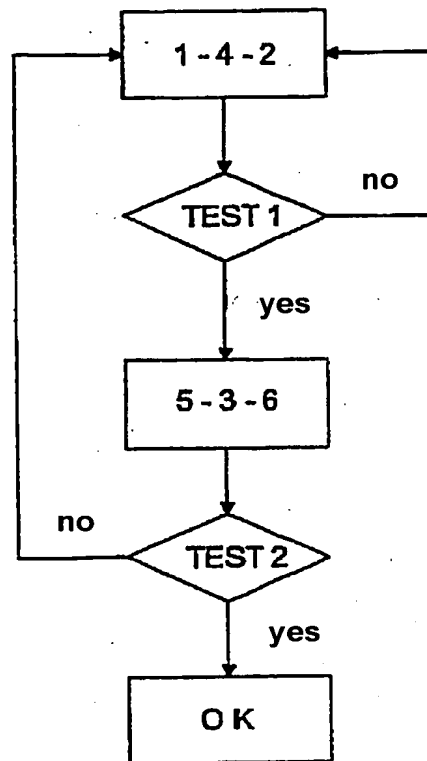 1 - 4 - 2
no
TEST 1
yes
5 - 3 - 6
no
TEST 2
yes
O K